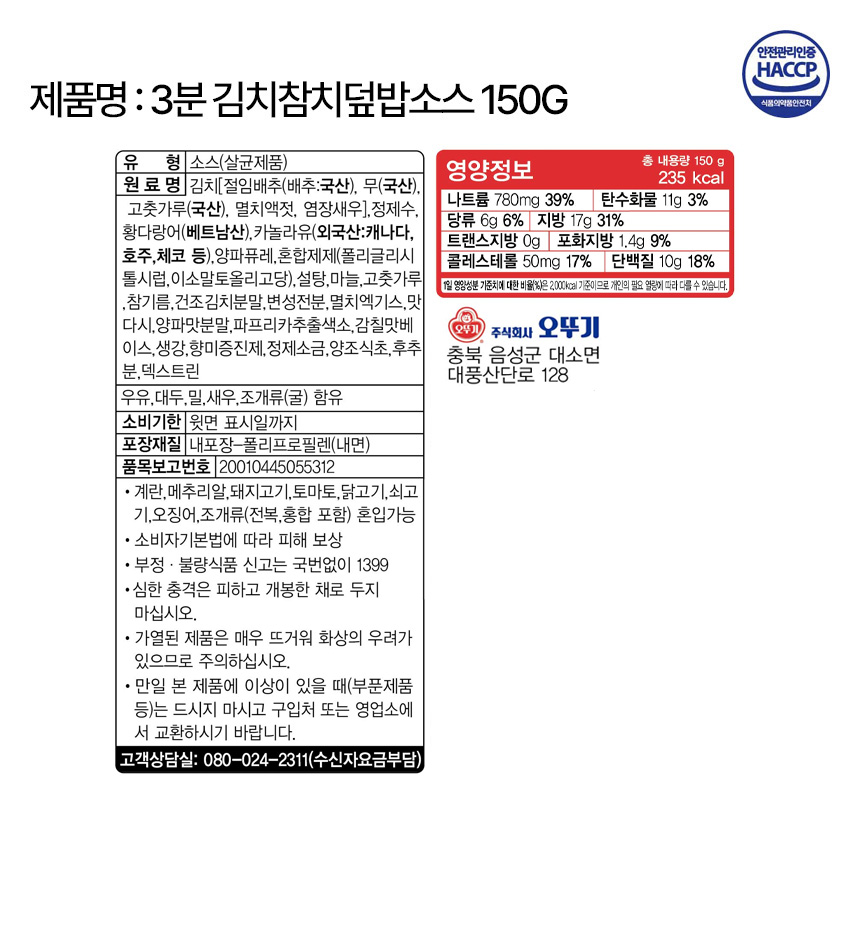 안전관리인증
HACCP
식품의약품안전처
제품명 : 3분 김치참치덮밥소스 150G
유 형 소스(살균제품)
원 료 명 김치[절임배추(배추:국산), 무(국산),
고춧가루(국산), 멸치액젓, 염장새우],정제수,
황다랑어(베트남산),카놀라유(외국산:캐나다,
호주,체코 등),양파퓨레,혼합제제(폴리글리시
톨시럽,이소말토올리고당),설탕,마늘,고춧가루
,참기름,건조김치분말,변성전분,멸치엑기스,맛
다시,양파맛분말,파프리카추출색소,감칠맛베
이스,생강,향미증진제,정제소금,양조식초,후추
분,덱스트린
우유,대두,밀,새우,조개류(굴) 함유
소비기한 윗면 표시일까지
포장재질 내포장-폴리프로필렌(내면)
품목보고번호 20010445055312
• 계란,메추리알,돼지고기,토마토,닭고기,쇠고
기,오징어,조개류(전복,홍합 포함) 혼입가능
• 소비자기본법에 따라 피해 보상
• 부정 · 불량식품 신고는 국번없이 1399
• 심한 충격은 피하고 개봉한 채로 두지
마십시오.
• 가열된 제품은 매우 뜨거워 화상의 우려가
있으므로 주의하십시오.
• 만일 본 제품에 이상이 있을 때(부푼제품
등)는 드시지 마시고 구입처 또는 영업소에
서 교환하시기 바랍니다.
고객상담실: 080-024-2311(수신자요금부담)
영양정보
총 내용량 150 g
235 kcal
나트륨 780mg 39% 탄수화물 11g 3%
당류 6g 6% 지방 17g 31%
트랜스지방 0g 포화지방 1.4g 9%
콜레스테롤 50mg 17% 단백질 10g 18%
1일 영양성분 기준치에 대한 비율(%)은 2,000kcal 기준이므로 개인의 필요 열량에 따라 다를 수 있습니다.
오뚜기 주식회사 오뚜기
충북 음성군 대소면
대풍산단로 128